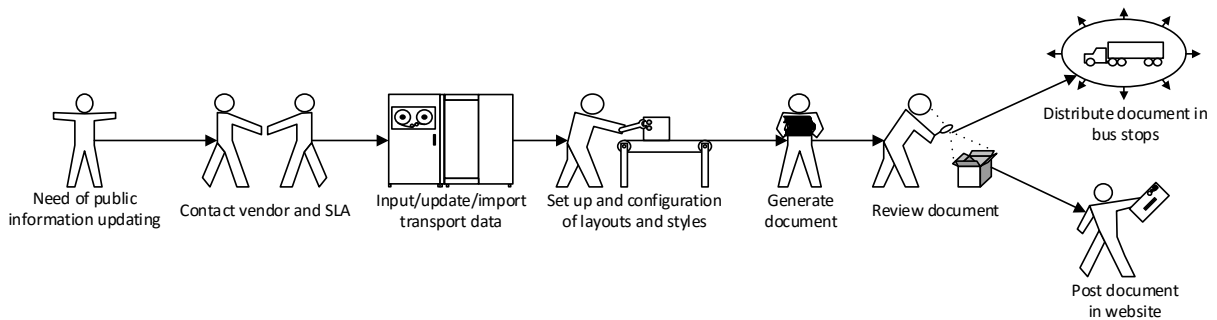 Need of public
information updating
Contact vendor and SLA
Input/update/import
transport data
Set up and configuration
of layouts and styles
Generate
document
Review document
Distribute document in
bus stops
Post document
in website